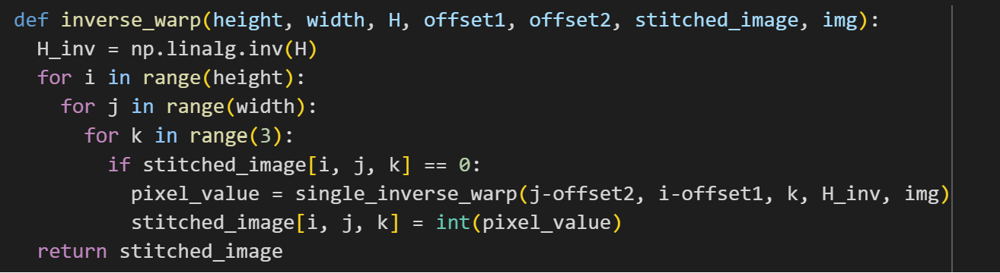 def inverse_warp(height, width, H, offset1, offset2, stitched_image, img):
  H_inv = np.linalg.inv(H)
  for i in range(height):
    for j in range(width):
      for k in range(3):
        if stitched_image[i, j, k] == 0:
          pixel_value = single_inverse_warp(j-offset2, i-offset1, k, H_inv, img)
          stitched_image[i, j, k] = int(pixel_value)
  return stitched_image